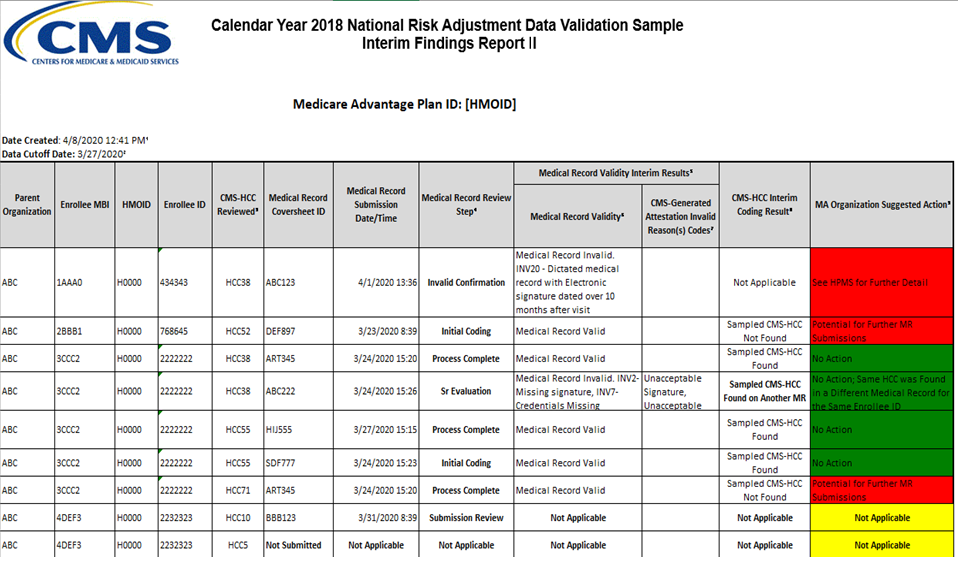 CMS
CENTERS FOR MEDICARE & MEDICAID SERVICES
Calendar Year 2018 National Risk Adjustment Data Validation Sample
Interim Findings Report II
Medicare Advantage Plan ID: [HMOID]
Date Created: 4/8/2020 12:41 PM¹
Data Cutoff Date: 3/27/2020²
Parent Organization Enrollee MBI HMOID Enrollee ID CMS-HCC Reviewed³ Medical Record Coversheet ID Medical Record Submission Date/Time Medical Record Review Step⁴ Medical Record Validity Interim Results⁵ Medical Record Validity⁶ CMS-Generated Attestation Invalid Reason(s) Codes⁷ CMS-HCC Interim Coding Result⁸ MA Organization Suggested Action⁹
ABC 1AAA0 H0000 434343 HCC38 ABC123 4/1/2020 13:36 Invalid Confirmation Medical Record Invalid. INV20 - Dictated medical record with Electronic signature dated over 10 months after visit Not Applicable See HPMS for Further Detail
ABC 2BBB1 H0000 768645 HCC52 DEF897 3/23/2020 8:39 Initial Coding Medical Record Valid Sampled CMS-HCC Not Found Potential for Further MR Submissions
ABC 3CCC2 H0000 2222222 HCC38 ART345 3/24/2020 15:20 Process Complete Medical Record Valid Sampled CMS-HCC Found No Action
ABC 3CCC2 H0000 2222222 HCC38 ABC222 3/24/2020 15:26 Sr Evaluation Medical Record Invalid. INV2- Missing signature, INV7- Credentials Missing Unacceptable Signature, Unacceptable Sampled CMS-HCC Found on Another MR No Action; Same HCC was Found in a Different Medical Record for the Same Enrollee ID
ABC 3CCC2 H0000 2222222 HCC55 HIJ555 3/27/2020 15:15 Process Complete Medical Record Valid Sampled CMS-HCC Found No Action
ABC 3CCC2 H0000 2222222 HCC55 SDF777 3/24/2020 15:23 Initial Coding Medical Record Valid Sampled CMS-HCC Found No Action
ABC 3CCC2 H0000 2222222 HCC71 ART345 3/24/2020 15:20 Process Complete Medical Record Valid Sampled CMS-HCC Not Found Potential for Further MR Submissions
ABC 4DEF3 H0000 2232323 HCC10 BBB123 3/31/2020 8:39 Submission Review Not Applicable Not Applicable Not Applicable
ABC 4DEF3 H0000 2232323 HCC5 Not Submitted Not Applicable Not Applicable Not Applicable Not Applicable Not Applicable